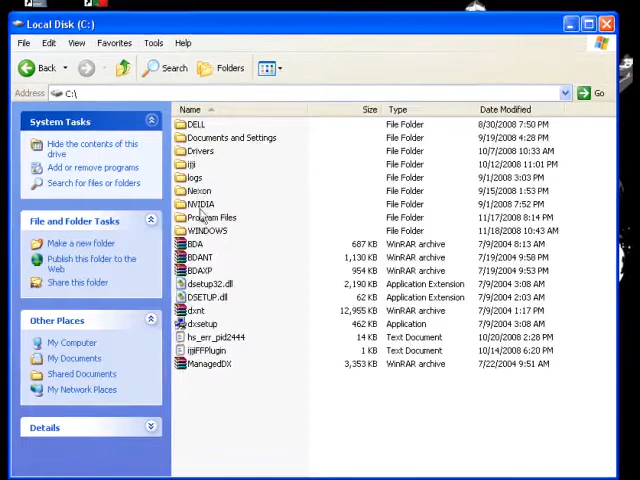 Local Disk (C:)
File Edit View Favorites Tools Help
Back Search Folders
Address C:\ Go
Name Size Type Date Modified
System Tasks
Hide the contents of this
drive
Add or remove programs
Search for files or folders
File and Folder Tasks
Make a new folder
Publish this folder to the
Web
Share this folder
Other Places
My Computer
My Documents
Shared Documents
My Network Places
Details
DELL File Folder 8/30/2008 7:50 PM
Documents and Settings File Folder 9/19/2008 4:28 PM
Drivers File Folder 10/7/2008 10:33 AM
ijji File Folder 10/12/2008 11:01 PM
logs File Folder 9/6/2008 3:03 PM
Nexon File Folder 9/15/2008 1:53 PM
NVIDIA File Folder 9/1/2008 7:52 PM
Program Files File Folder 11/17/2008 8:14 PM
WINDOWS File Folder 11/18/2008 10:43 AM
BDA 687 KB WinRAR archive 7/9/2004 8:13 AM
BDANT 1,130 KB WinRAR archive 7/19/2004 9:58 PM
BDAXP 954 KB WinRAR archive 7/9/2004 9:53 PM
dsetup32.dll 2,190 KB Application Extension 7/9/2004 3:08 AM
DSETUP.dll 62 KB Application Extension 7/9/2004 2:03 AM
dxnt 12,955 KB WinRAR archive 7/9/2004 1:17 PM
dxsetup 462 KB Application 7/9/2004 3:08 AM
hs_err_pid2444 14 KB Text Document 10/20/2008 2:28 PM
ijjiFFPlugin 1 KB Text Document 10/14/2008 6:20 PM
ManagedDX 3,353 KB WinRAR archive 7/22/2004 9:51 AM